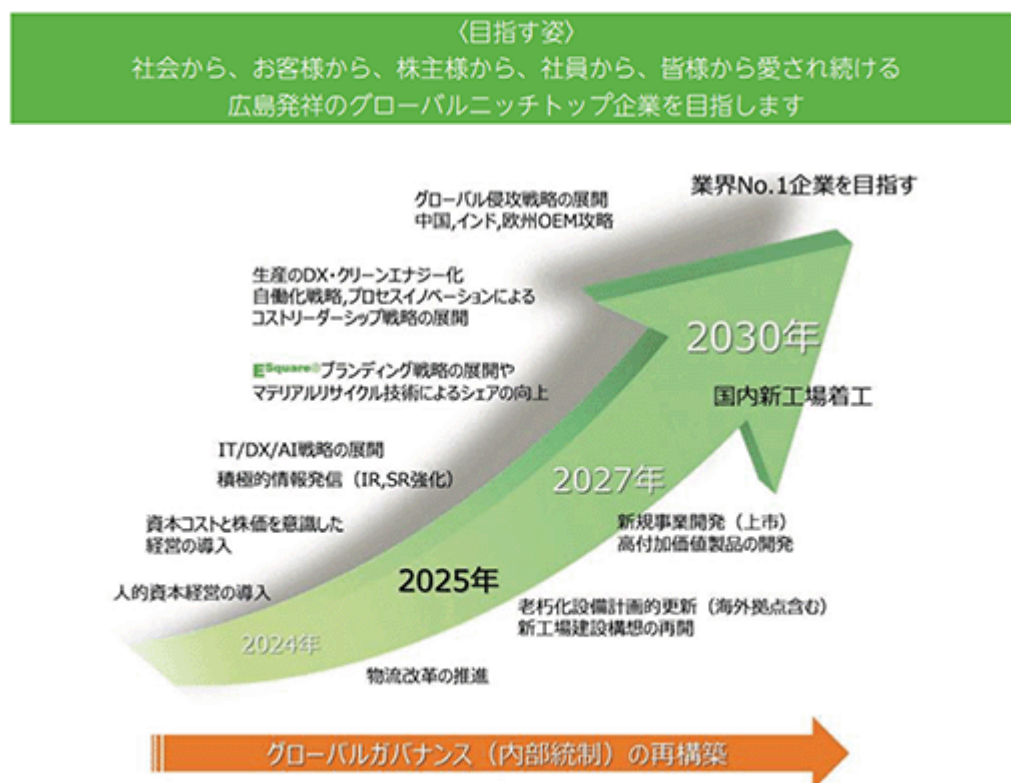 〈目指す姿〉
社会から、お客様から、株主様から、社員から、皆様から愛され続ける
広島発祥のグローバルニッチトップ企業を目指します
業界No.1企業を目指す
グローバル侵攻戦略の展開
中国,インド,欧州OEM攻略
生産のDX・クリーンエナジー化
自働化戦略,プロセスイノベーションによる
コストリーダーシップ戦略の展開
2030年
ESquare®ブランディング戦略の展開や
マテリアルリサイクル技術によるシェアの向上
国内新工場着工
IT/DX/AI戦略の展開
積極的情報発信（IR,SR強化）
2027年
資本コストと株価を意識した
経営の導入
新規事業開発（上市）
高付加価値製品の開発
2025年
人的資本経営の導入
老朽化設備計画的更新（海外拠点含む）
新工場建設構想の再開
2024年
物流改革の推進
グローバルガバナンス（内部統制）の再構築